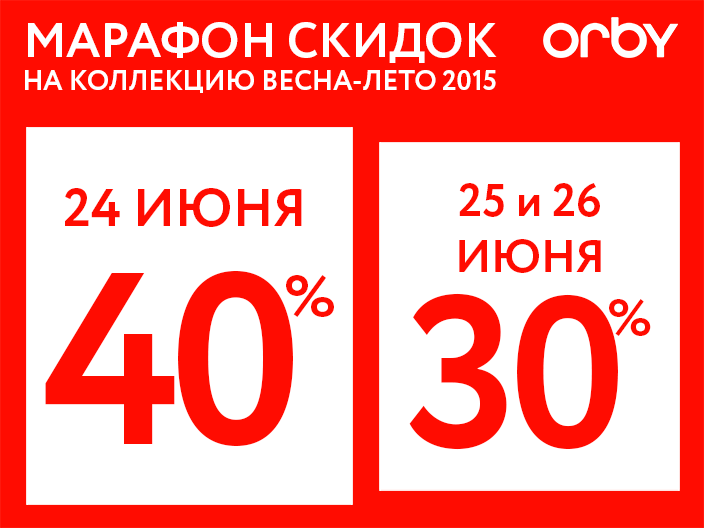 МАРАФОН СКИДОК
orby
НА КОЛЛЕКЦИЮ ВЕСНА-ЛЕТО 2015
24 ИЮНЯ
40%
25 и 26
ИЮНЯ
30%